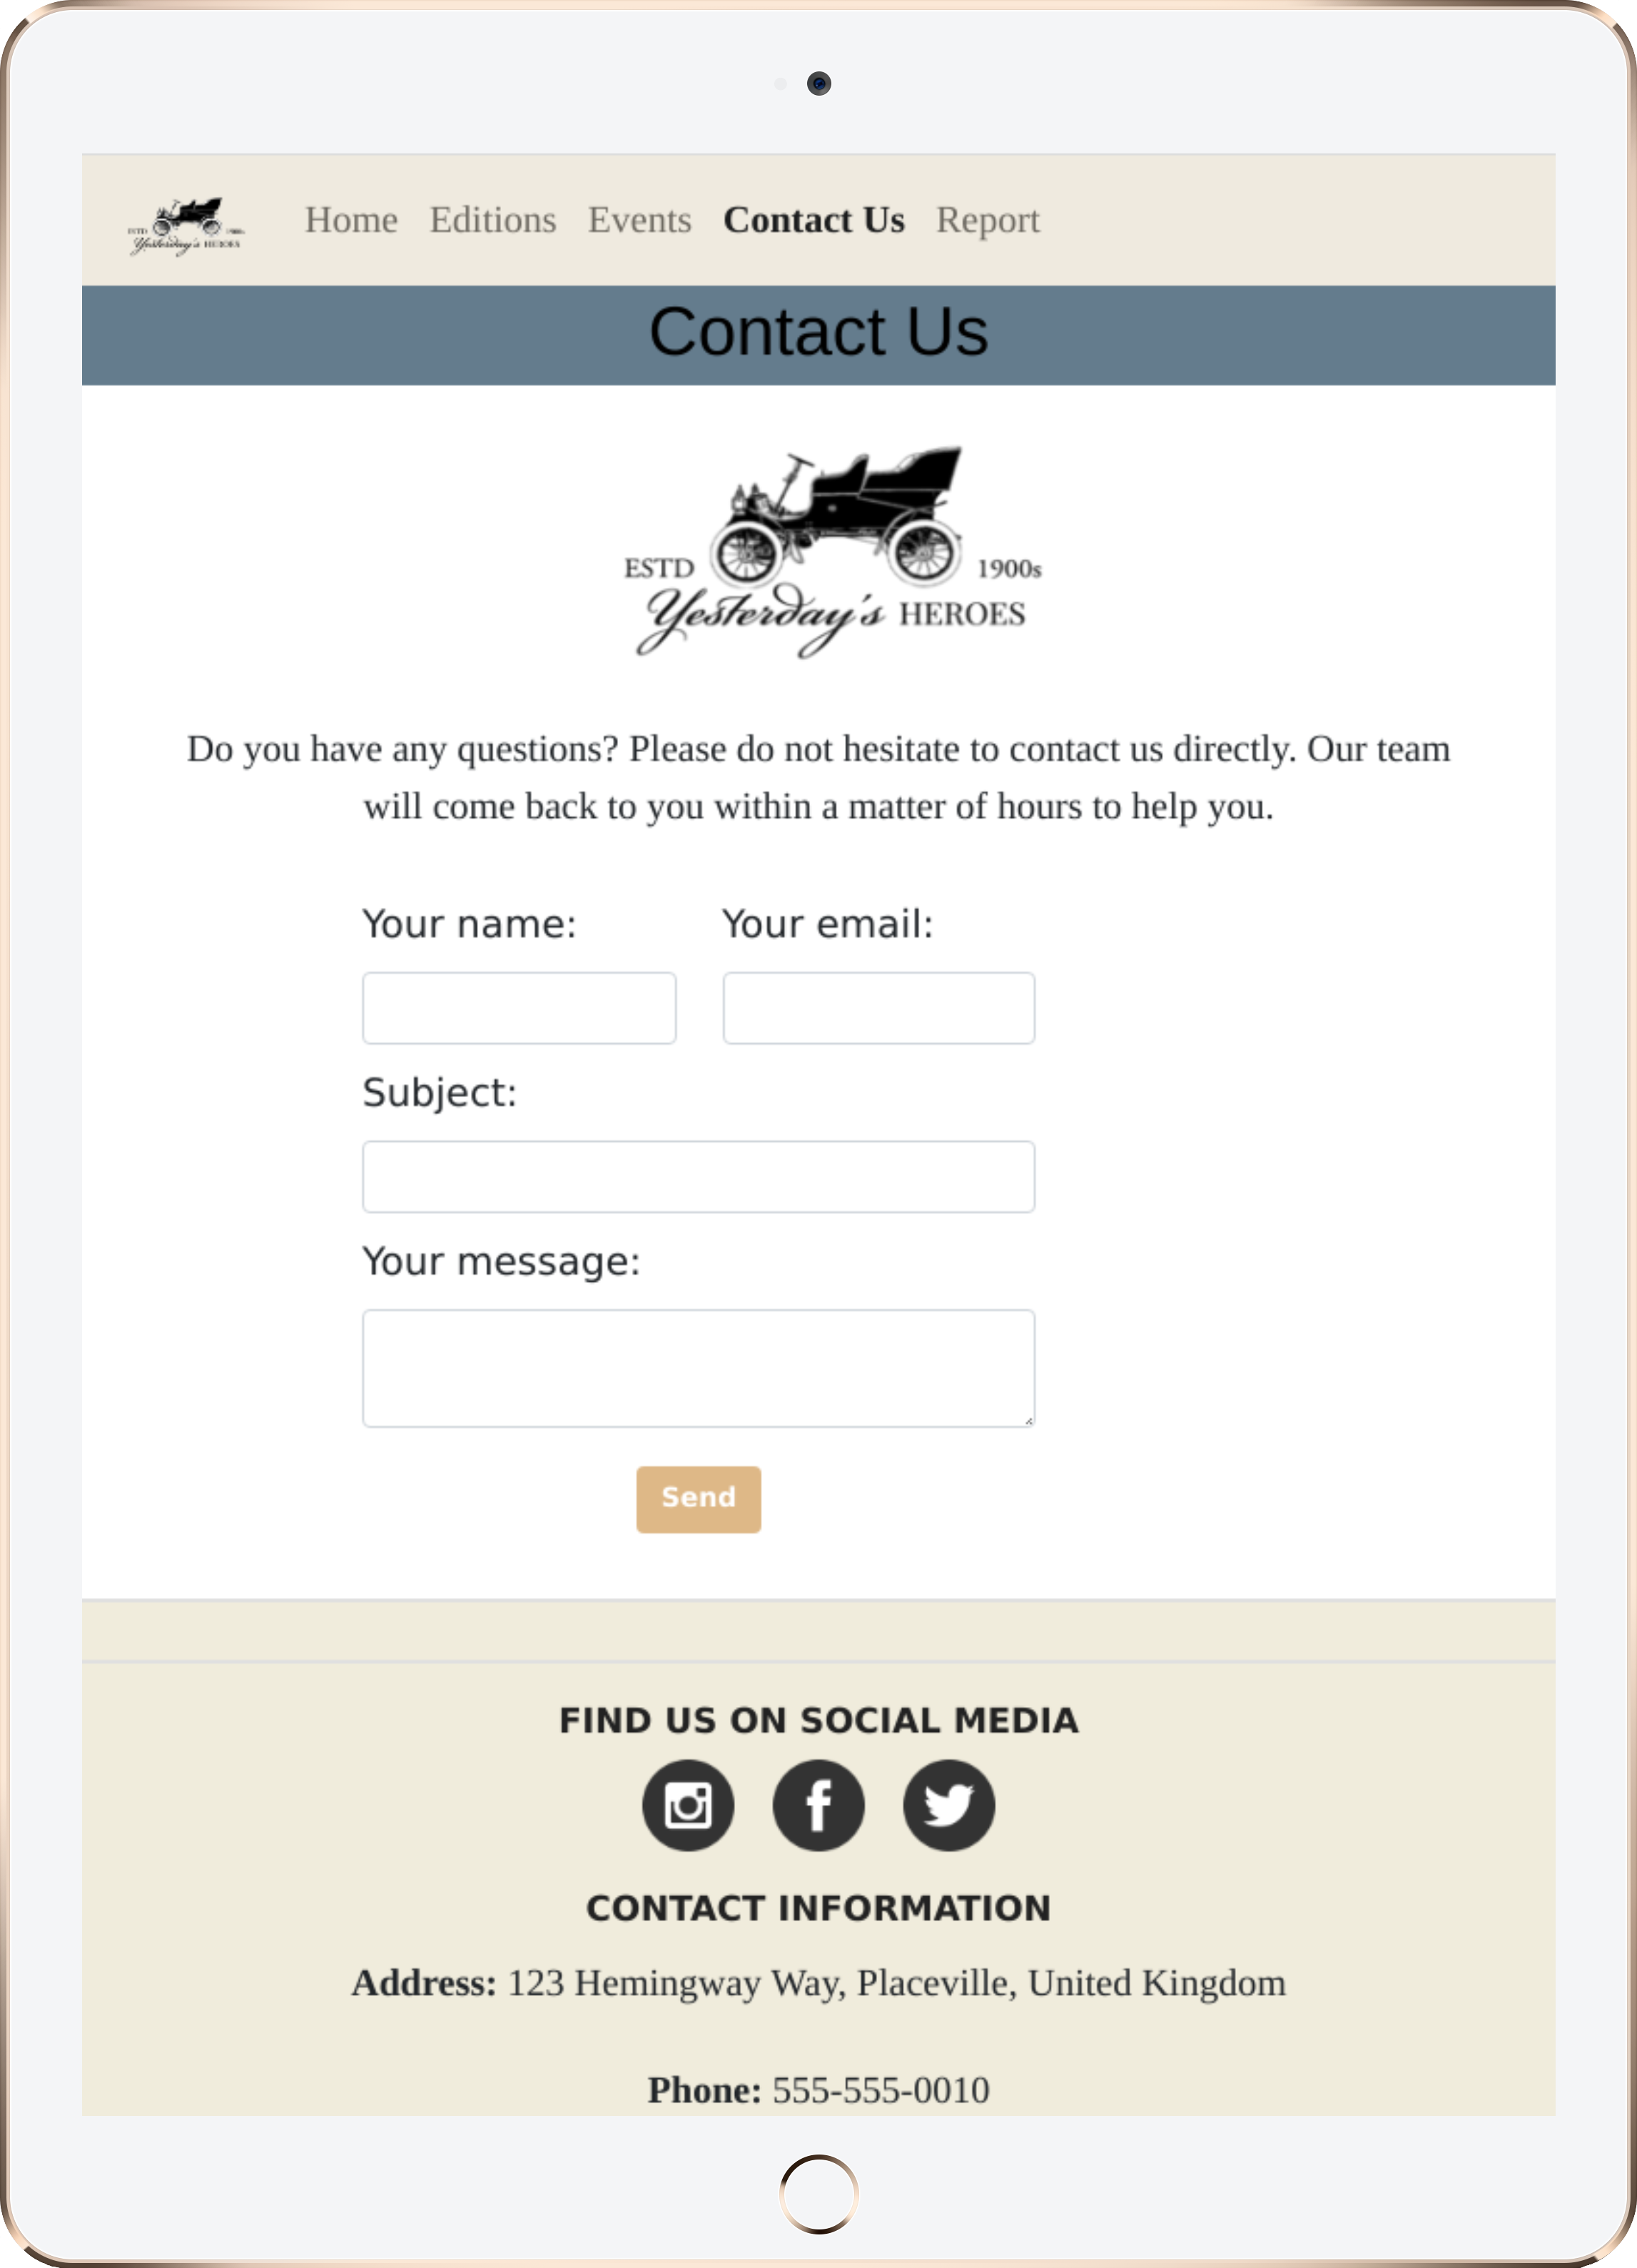 ESTD 1900s
Yesterday's HEROES
Home Editions Events Contact Us Report
Contact Us
ESTD 1900s
Yesterday's HEROES
Do you have any questions? Please do not hesitate to contact us directly. Our team
will come back to you within a matter of hours to help you.
Your name: Your email:
Subject:
Your message:
Send
FIND US ON SOCIAL MEDIA
CONTACT INFORMATION
Address: 123 Hemingway Way, Placeville, United Kingdom
Phone: 555-555-0010